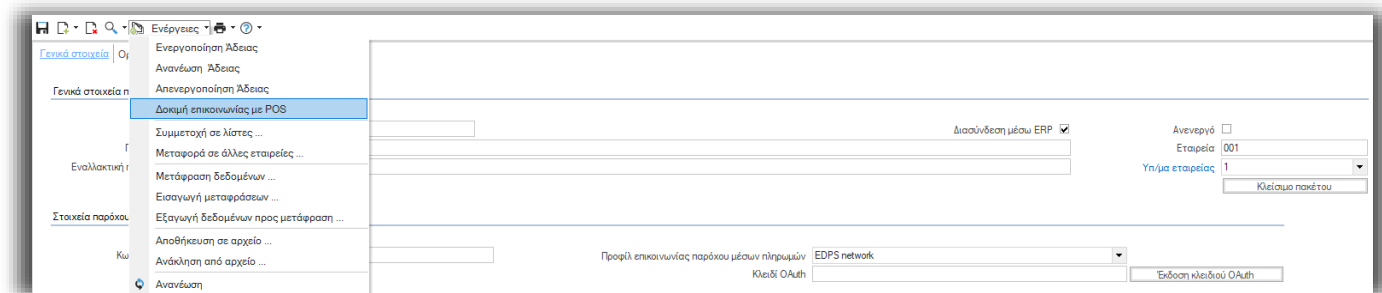 Ενέργειες
Γενικά στοιχεία Ορ
Ενεργοποίηση Άδειας
Ανανέωση Άδειας
Απενεργοποίηση Άδειας
Γενικά στοιχεία π
Δοκιμή επικοινωνίας με POS
Συμμετοχή σε λίστες ...
Διασύνδεση μέσω ERP
Ανενεργό
Μεταφορά σε άλλες εταιρείες ...
Εταιρεία 001
Εναλλακτική π
Μετάφραση δεδομένων ...
Υπ/μα εταιρείας 1
Εισαγωγή μεταφράσεων ...
Κλείσιμο πακέτου
Στοιχεία παρόχου
Εξαγωγή δεδομένων προς μετάφραση ...
Αποθήκευση σε αρχείο ...
Κω
Ανάκληση από αρχείο ...
Προφίλ επικοινωνίας παρόχου μέσων πληρωμών EDPS network
Κλειδί OAuth
Έκδοση κλειδιού OAuth
Ανανέωση